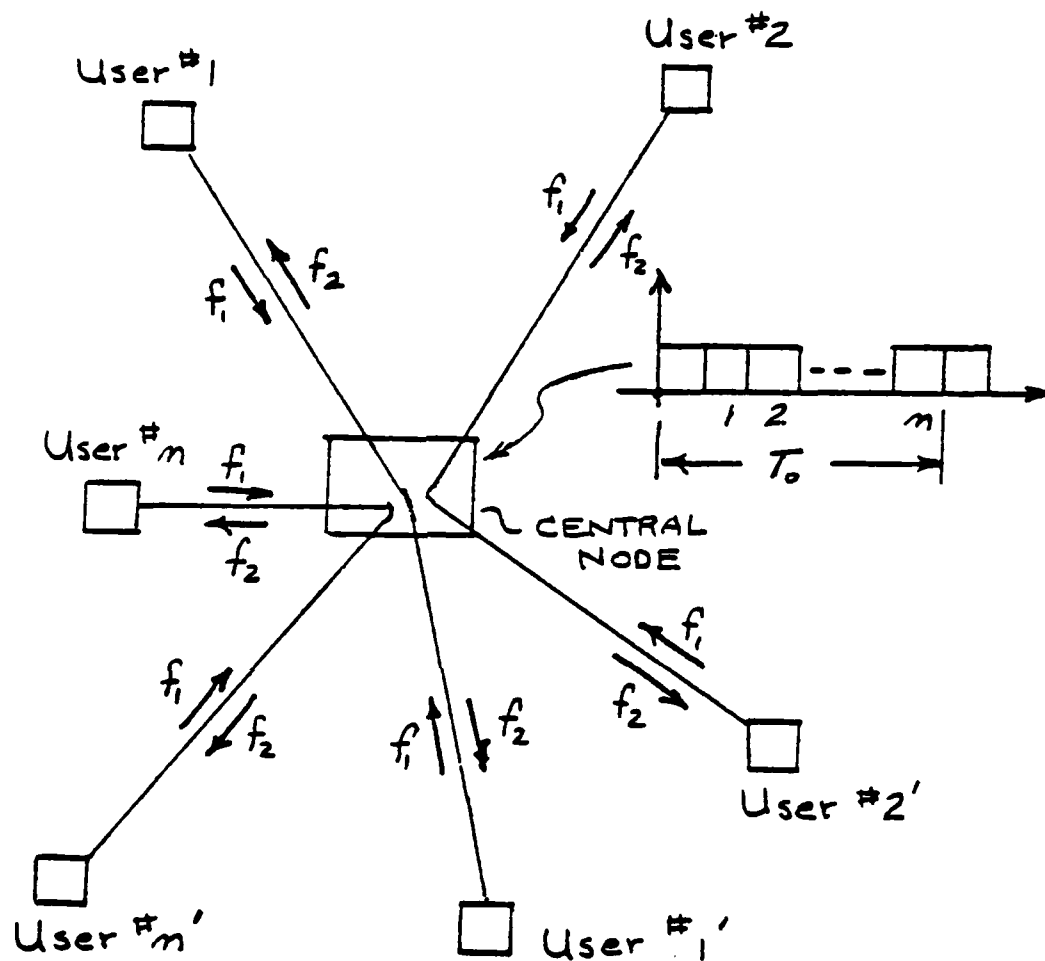 User #2
User #1
f₁
f₂
f₂
f₁
1 2 n
T₀
User #n
f₁
f₂
CENTRAL
NODE
f₁
f₂
f₁
f₂
f₁
f₂
User #2'
User #n'
User #1'